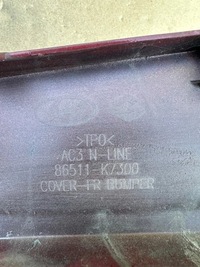 >TPO<
AC3 N-LINE
86511-K7300
COVER-FR BUMPER